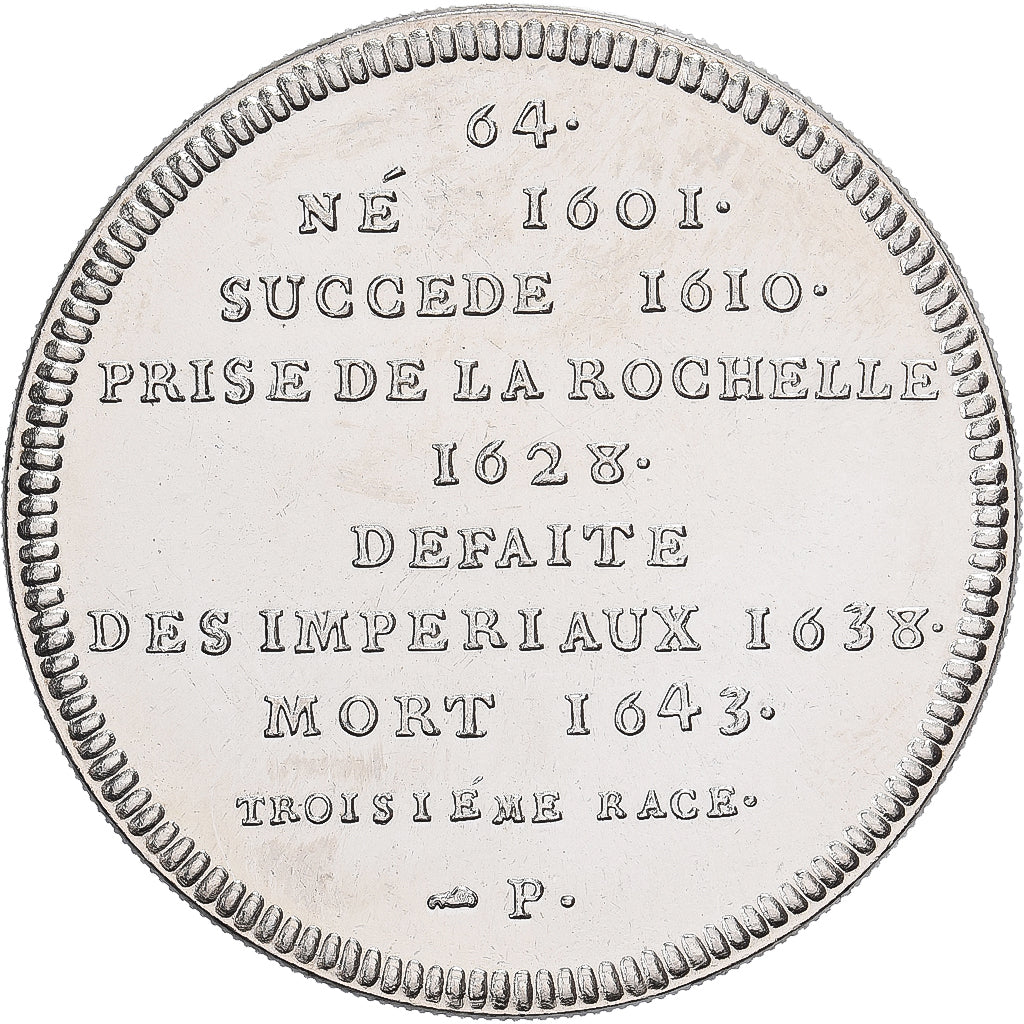 64·
NÉ 1601·
SUCCEDE 1610·
PRISE DE LA ROCHELLE
1628·
DEFAITE
DES IMPERIAUX 1638·
MORT 1643·
TROISIÉME RACE·
P·